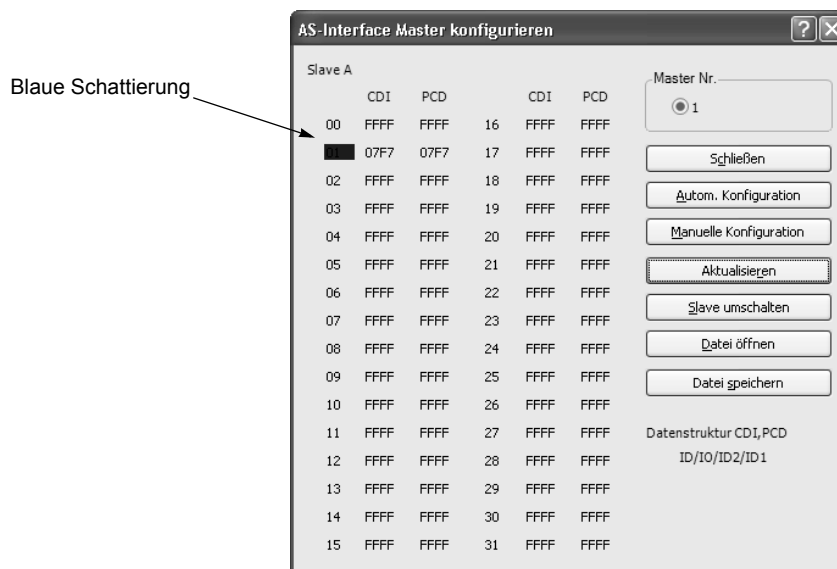 AS-Interface Master konfigurieren
Blaue Schattierung
Slave A
CDI PCD CDI PCD
00 FFFF FFFF 16 FFFF FFFF
01 07F7 07F7 17 FFFF FFFF
02 FFFF FFFF 18 FFFF FFFF
03 FFFF FFFF 19 FFFF FFFF
04 FFFF FFFF 20 FFFF FFFF
05 FFFF FFFF 21 FFFF FFFF
06 FFFF FFFF 22 FFFF FFFF
07 FFFF FFFF 23 FFFF FFFF
08 FFFF FFFF 24 FFFF FFFF
09 FFFF FFFF 25 FFFF FFFF
10 FFFF FFFF 26 FFFF FFFF
11 FFFF FFFF 27 FFFF FFFF
12 FFFF FFFF 28 FFFF FFFF
13 FFFF FFFF 29 FFFF FFFF
14 FFFF FFFF 30 FFFF FFFF
15 FFFF FFFF 31 FFFF FFFF
Master Nr.
1
Schließen
Autom. Konfiguration
Manuelle Konfiguration
Aktualisieren
Slave umschalten
Datei öffnen
Datei speichern
Datenstruktur CDI,PCD
ID/IO/ID2/ID1